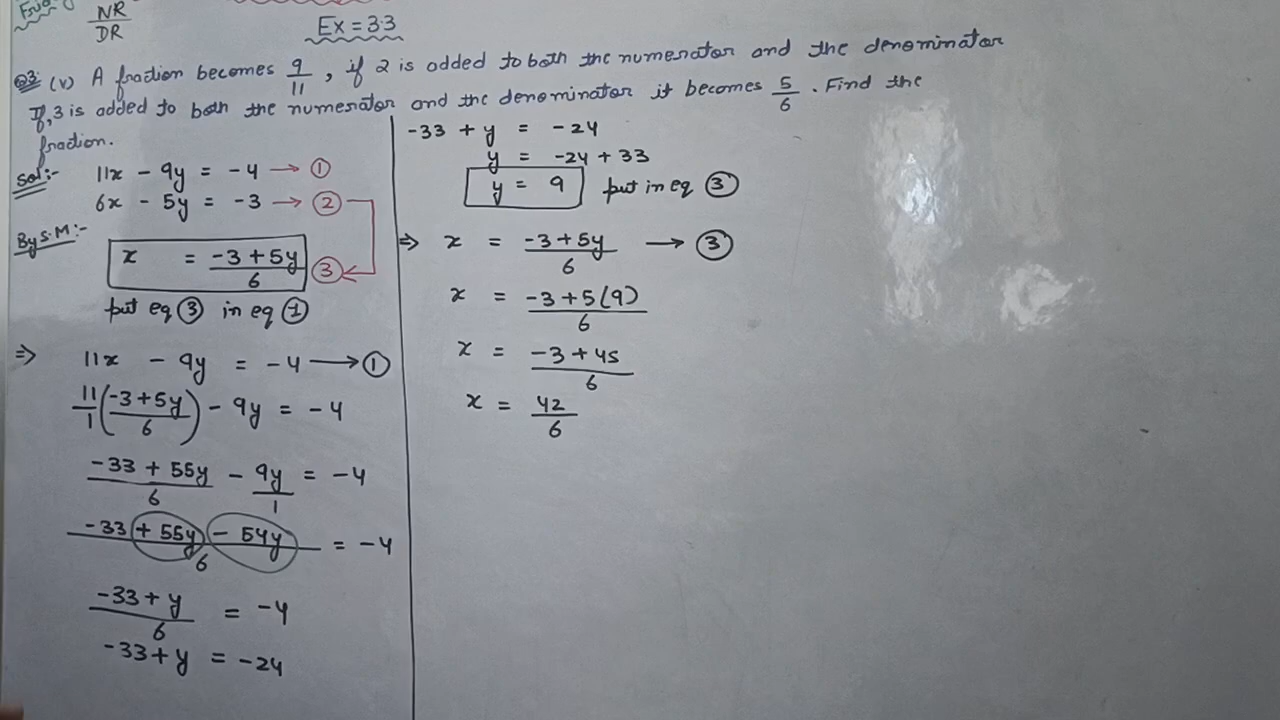 NR
DR
Ex = 3.3
Q3 (v) A fraction becomes 9/11, if 2 is added to both the numerator and the denominator
If, 3 is added to both the numerator and the denominator it becomes 5/6. Find the
fraction.
Sol:- 11x - 9y = -4 → ①
6x - 5y = -3 → ②
By S.M:-
x = (-3 + 5y)/6 ③
put eq ③ in eq ①
⇒ 11x - 9y = -4 → ①
11/1 ((-3+5y)/6) - 9y = -4
(-33 + 55y)/6 - 9y/1 = -4
(-33 + 55y - 54y)/6 = -4
(-33 + y)/6 = -4
-33 + y = -24
-33 + y = -24
y = -24 + 33
y = 9 put in eq ③
⇒ x = (-3 + 5y)/6 → ③
x = (-3 + 5(9))/6
x = (-3 + 45)/6
x = 42/6